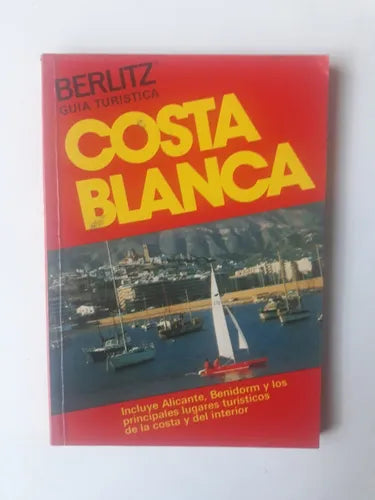 BERLITZ
GUIA TURISTICA
COSTA
BLANCA
Incluye Alicante, Benidorm y los
principales lugares turísticos
de la costa y del interior